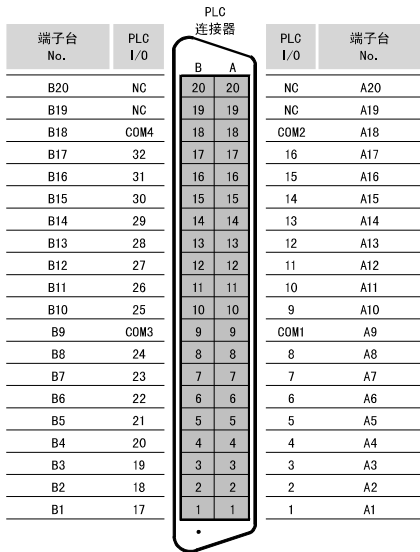 PLC
连接器
端子台 No. PLC I/O B A PLC I/O 端子台 No.
B20 NC 20 20 NC A20
B19 NC 19 19 NC A19
B18 COM4 18 18 COM2 A18
B17 32 17 17 16 A17
B16 31 16 16 15 A16
B15 30 15 15 14 A15
B14 29 14 14 13 A14
B13 28 13 13 12 A13
B12 27 12 12 11 A12
B11 26 11 11 10 A11
B10 25 10 10 9 A10
B9 COM3 9 9 COM1 A9
B8 24 8 8 8 A8
B7 23 7 7 7 A7
B6 22 6 6 6 A6
B5 21 5 5 5 A5
B4 20 4 4 4 A4
B3 19 3 3 3 A3
B2 18 2 2 2 A2
B1 17 1 1 1 A1